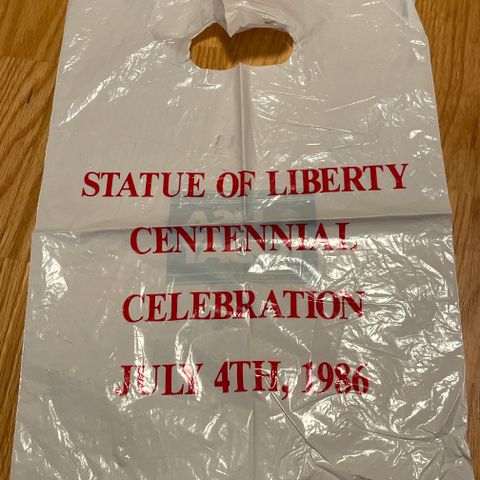 STATUE OF LIBERTY
CENTENNIAL
CELEBRATION
JULY 4TH, 1986